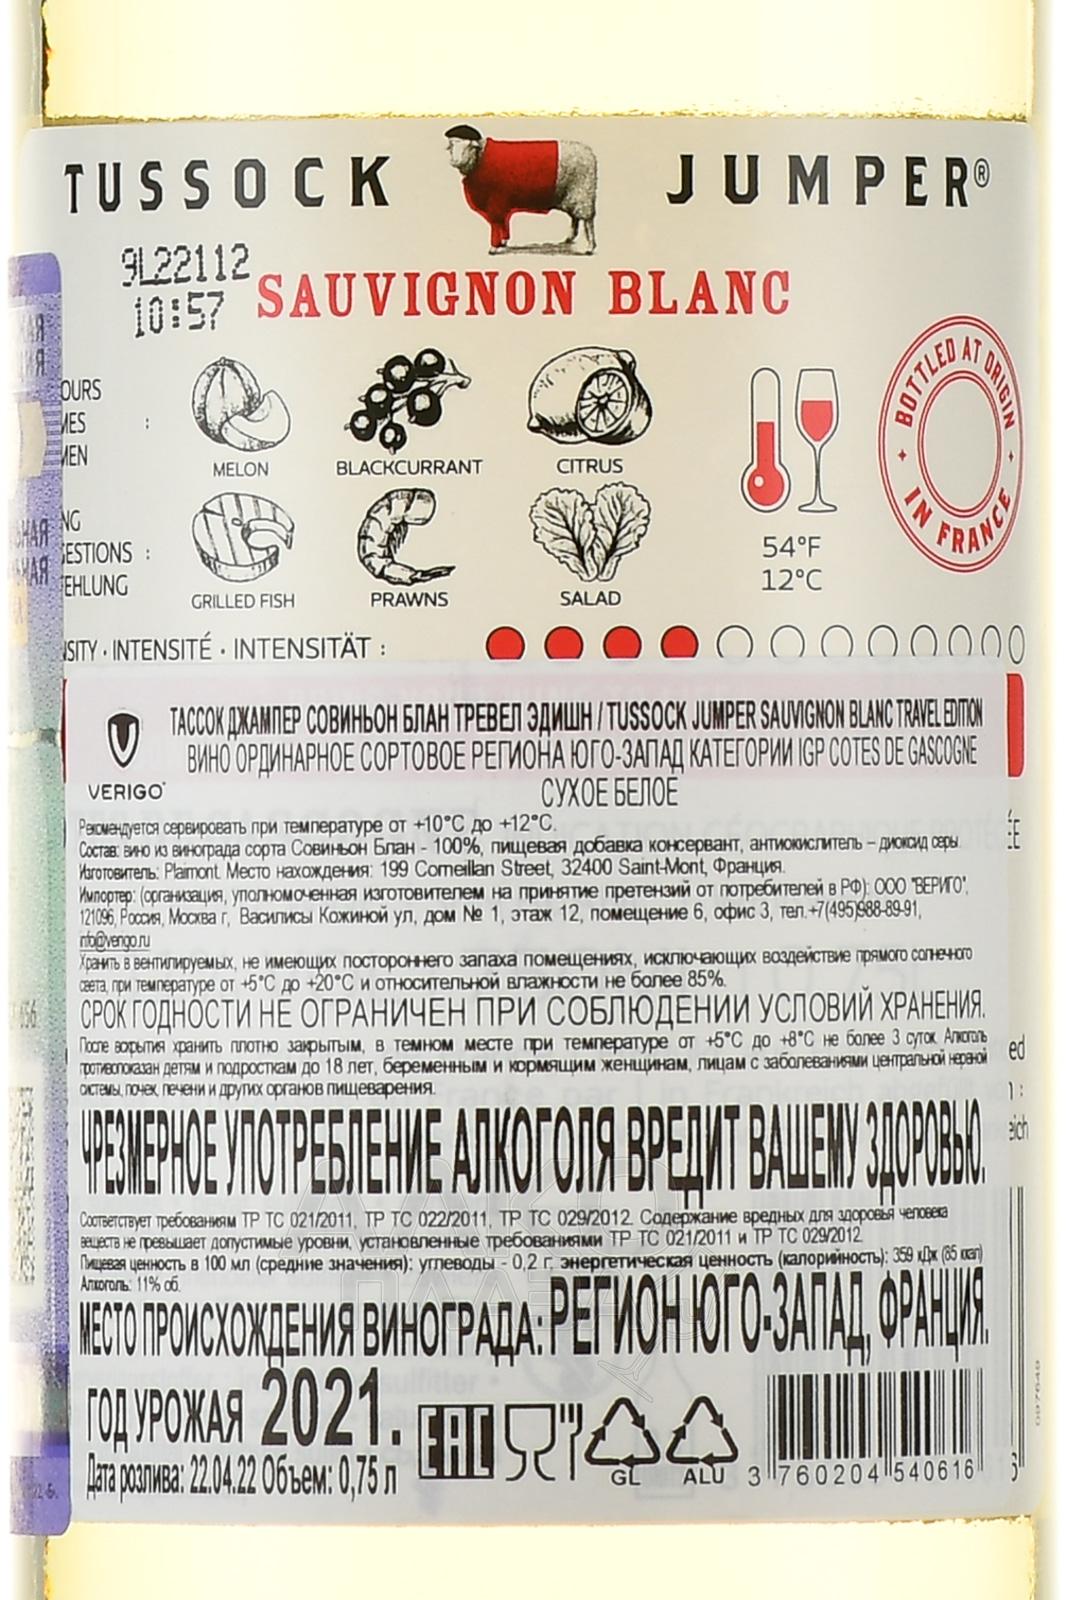 TUSSOCK JUMPER®
9L22112
10:57
SAUVIGNON BLANC
BOTTLED AT ORIGIN
IN FRANCE
MELON BLACKCURRANT CITRUS
GRILLED FISH PRAWNS SALAD
54°F
12°C
INTENSITÉ · INTENSITÄT :
VERIGO
ТАССОК ДЖАМПЕР СОВИНЬОН БЛАН ТРЕВЕЛ ЭДИШН / TUSSOCK JUMPER SAUVIGNON BLANC TRAVEL EDITION
ВИНО ОРДИНАРНОЕ СОРТОВОЕ РЕГИОНА ЮГО-ЗАПАД КАТЕГОРИИ IGP COTES DE GASCOGNE
СУХОЕ БЕЛОЕ
Рекомендуется сервировать при температуре от +10°С до +12°С.
Состав: вино из винограда сорта Совиньон Блан - 100%, пищевая добавка консервант, антиокислитель – диоксид серы.
Изготовитель: Plaimont. Место нахождения: 199 Corneillan Street, 32400 Saint-Mont, Франция.
Импортер: (организация, уполномоченная изготовителем на принятие претензий от потребителей в РФ): ООО "ВЕРИГО",
121096, Россия, Москва г, Василисы Кожиной ул, дом № 1, этаж 12, помещение 6, офис 3, тел.+7(495)988-89-91,
info@verigo.ru
Хранить в вентилируемых, не имеющих постороннего запаха помещениях, исключающих воздействие прямого солнечного
света, при температуре от +5°С до +20°С и относительной влажности не более 85%.
СРОК ГОДНОСТИ НЕ ОГРАНИЧЕН ПРИ СОБЛЮДЕНИИ УСЛОВИЙ ХРАНЕНИЯ.
После вскрытия хранить плотно закрытым, в темном месте при температуре от +5°С до +8°С не более 3 суток. Алкоголь
противопоказан детям и подросткам до 18 лет, беременным и кормящим женщинам, лицам с заболеваниями центральной нервной
системы, почек, печени и других органов пищеварения.
ЧРЕЗМЕРНОЕ УПОТРЕБЛЕНИЕ АЛКОГОЛЯ ВРЕДИТ ВАШЕМУ ЗДОРОВЬЮ.
Соответствует требованиям ТР ТС 021/2011, ТР ТС 022/2011, ТР ТС 029/2012. Содержание вредных для здоровья человека
веществ не превышает допустимые уровни, установленные требованиями ТР ТС 021/2011 и ТР ТС 029/2012.
Пищевая ценность в 100 мл (средние значения): углеводы - 0,2 г, энергетическая ценность (калорийность): 359 кДж (85 ккал)
Алкоголь: 11% об.
МЕСТО ПРОИСХОЖДЕНИЯ ВИНОГРАДА: РЕГИОН ЮГО-ЗАПАД, ФРАНЦИЯ.
ГОД УРОЖАЯ 2021.
Дата розлива: 22.04.22 Объем: 0,75 л
EAC
GL ALU
3 760204 540616